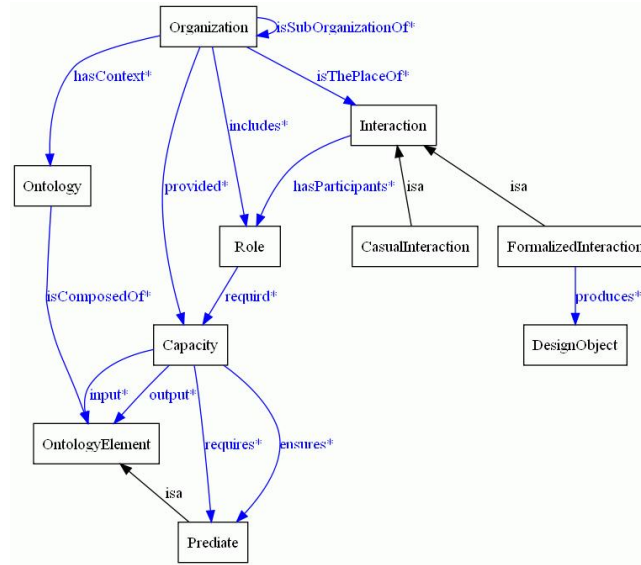 Organization
isSubOrganizationOf*
hasContext*
isThePlaceOf*
Interaction
includes*
Ontology
provided*
hasParticipants*
isa
isa
Role
CasualInteraction
FormalizedInteraction
isComposedOf*
requird*
produces*
Capacity
DesignObject
input*
output*
OntologyElement
requires*
ensures*
isa
Prediate